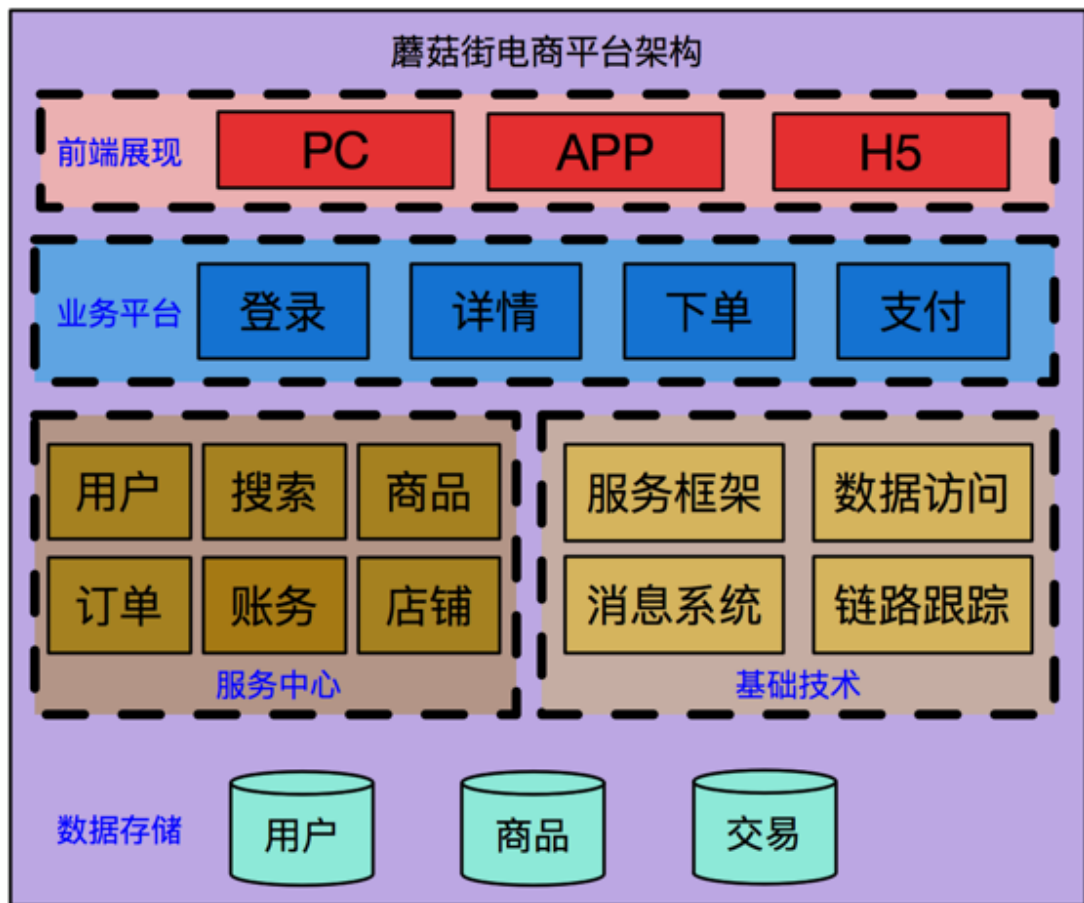 蘑菇街电商平台架构
前端展现 PC APP H5
业务平台 登录 详情 下单 支付
用户 搜索 商品
订单 账务 店铺
服务中心
服务框架 数据访问
消息系统 链路跟踪
基础技术
数据存储 用户 商品 交易